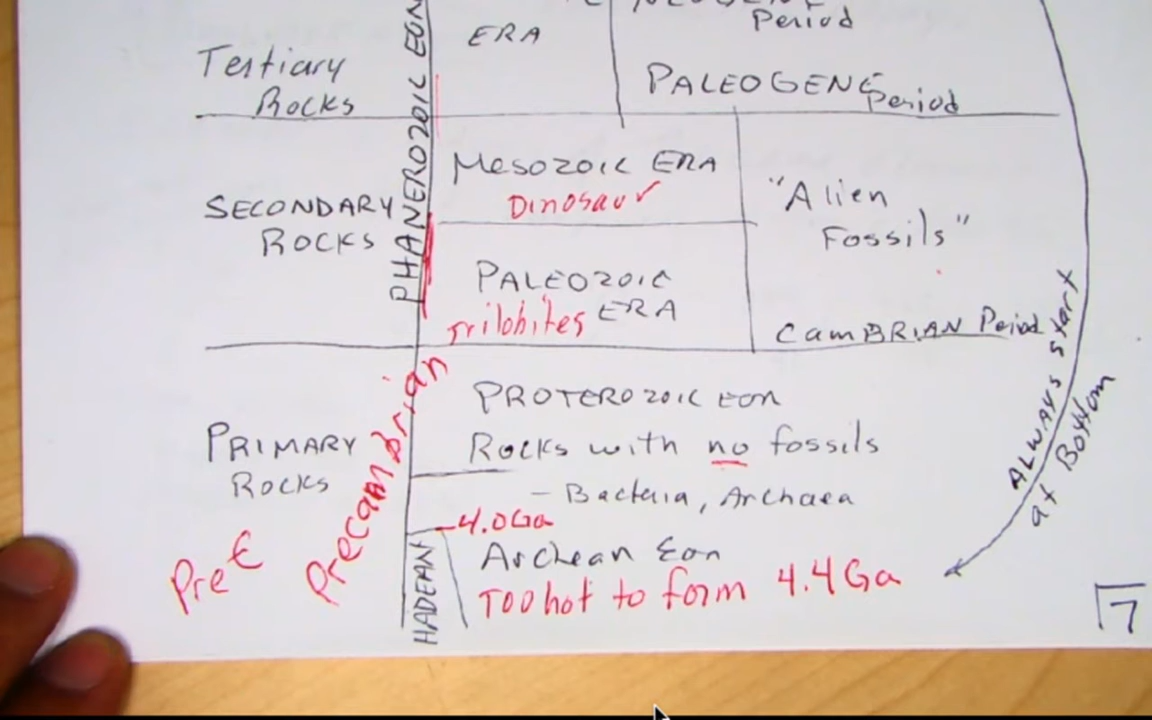 ERA
Period
Tertiary
Rocks
PALEOGENE Period
PHANEROZOIC EON
MESOZOIC ERA
Dinosaur
SECONDARY
ROCKS
"Alien
Fossils"
PALEOZOIC
ERA
Trilobites
CAMBRIAN Period
PROTEROZOIC EON
Rocks with no fossils
PRIMARY
ROCKS
Precambrian
- Bacteria, Archaea
-4.0Ga
Pre Є
HADEAN
Archean Eon
Too hot to form 4.4Ga
ALWAYS start
at Bottom
7